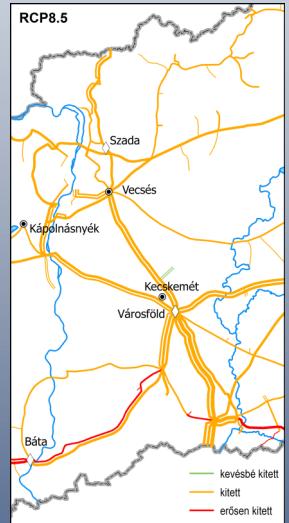 RCP8.5
Szada
Vecsés
Kápolnásnyék
Kecskemét
Városföld
Báta
kevésbé kitett
kitett
erősen kitett